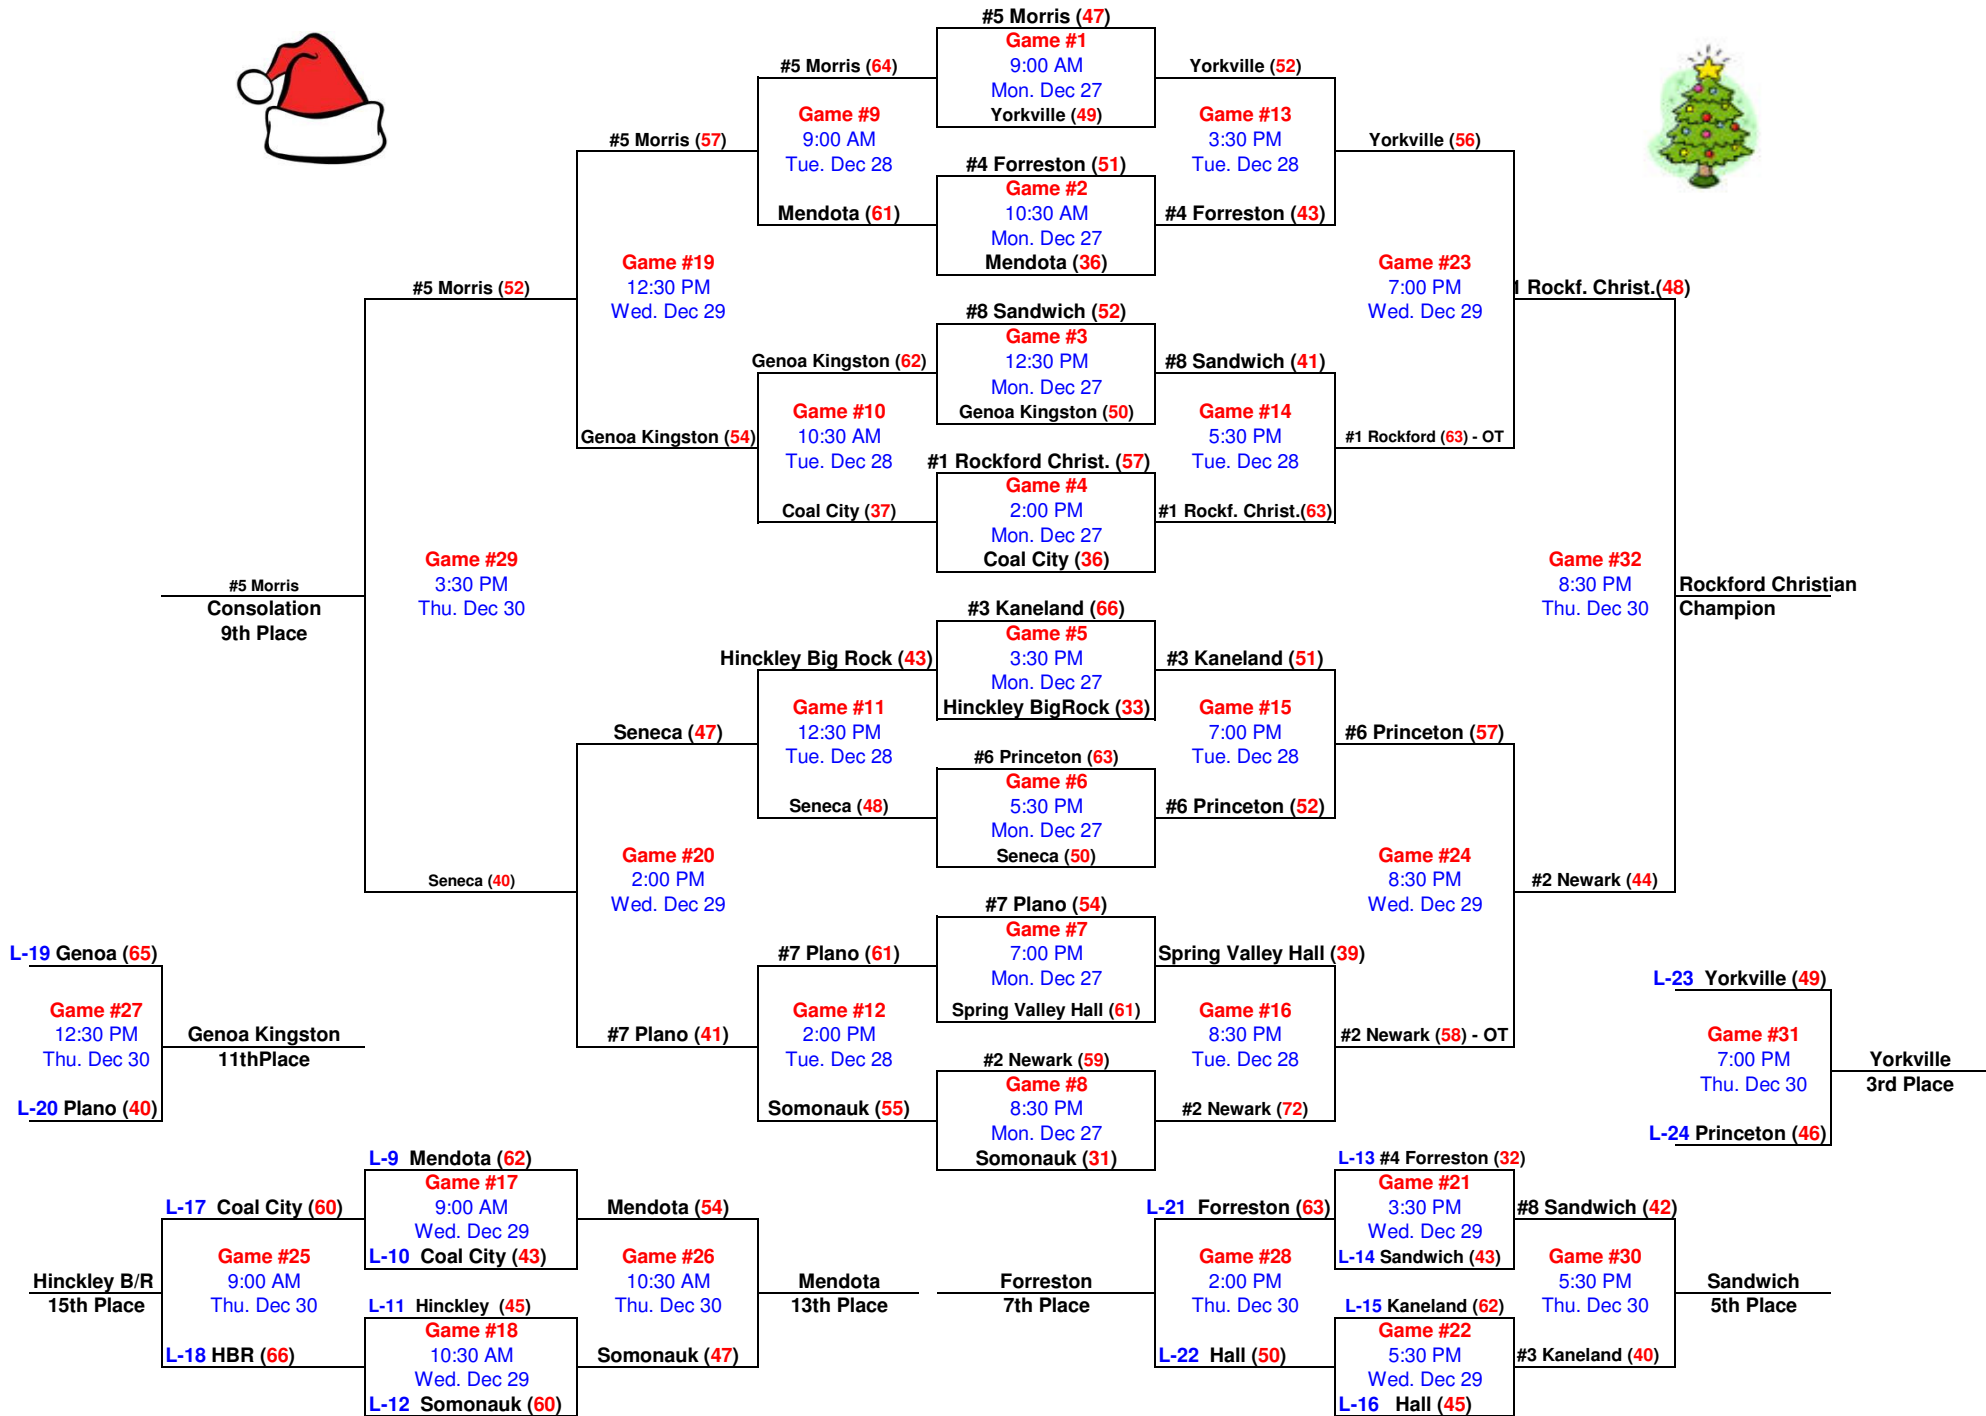 #5 Morris (47)
Game #1
9:00 AM
Mon. Dec 27
Yorkville (49)
#5 Morris (64)
Yorkville (52)
Game #9
9:00 AM
Tue. Dec 28
Game #13
3:30 PM
Tue. Dec 28
#5 Morris (57)
Yorkville (56)
#4 Forreston (51)
Game #2
10:30 AM
Mon. Dec 27
Mendota (36)
Mendota (61)
#4 Forreston (43)
Game #19
12:30 PM
Wed. Dec 29
Game #23
7:00 PM
Wed. Dec 29
#5 Morris (52)
1 Rockf. Christ.(48)
#8 Sandwich (52)
Game #3
12:30 PM
Mon. Dec 27
Genoa Kingston (50)
Genoa Kingston (62)
#8 Sandwich (41)
Game #10
10:30 AM
Tue. Dec 28
Game #14
5:30 PM
Tue. Dec 28
Genoa Kingston (54)
#1 Rockford (63) - OT
#1 Rockford Christ. (57)
Game #4
2:00 PM
Mon. Dec 27
Coal City (36)
Coal City (37)
#1 Rockf. Christ.(63)
Game #29
3:30 PM
Thu. Dec 30
Game #32
8:30 PM
Thu. Dec 30
#5 Morris
Consolation
9th Place
Rockford Christian
Champion
#3 Kaneland (66)
Game #5
3:30 PM
Mon. Dec 27
Hinckley BigRock (33)
Hinckley Big Rock (43)
#3 Kaneland (51)
Game #11
12:30 PM
Tue. Dec 28
Game #15
7:00 PM
Tue. Dec 28
Seneca (47)
#6 Princeton (57)
#6 Princeton (63)
Game #6
5:30 PM
Mon. Dec 27
Seneca (50)
Seneca (48)
#6 Princeton (52)
Game #20
2:00 PM
Wed. Dec 29
Game #24
8:30 PM
Wed. Dec 29
Seneca (40)
#2 Newark (44)
#7 Plano (54)
Game #7
7:00 PM
Mon. Dec 27
Spring Valley Hall (61)
#7 Plano (61)
Spring Valley Hall (39)
Game #12
2:00 PM
Tue. Dec 28
Game #16
8:30 PM
Tue. Dec 28
#7 Plano (41)
#2 Newark (58) - OT
#2 Newark (59)
Game #8
8:30 PM
Mon. Dec 27
Somonauk (31)
Somonauk (55)
#2 Newark (72)
L-19 Genoa (65)
Game #27
12:30 PM
Thu. Dec 30
L-20 Plano (40)
Genoa Kingston
11thPlace
L-23 Yorkville (49)
Game #31
7:00 PM
Thu. Dec 30
L-24 Princeton (46)
Yorkville
3rd Place
L-9 Mendota (62)
Game #17
9:00 AM
Wed. Dec 29
L-10 Coal City (43)
L-17 Coal City (60)
Mendota (54)
Game #25
9:00 AM
Thu. Dec 30
Game #26
10:30 AM
Thu. Dec 30
Hinckley B/R
15th Place
Mendota
13th Place
L-11 Hinckley (45)
Game #18
10:30 AM
Wed. Dec 29
L-12 Somonauk (60)
L-18 HBR (66)
Somonauk (47)
L-13 #4 Forreston (32)
Game #21
3:30 PM
Wed. Dec 29
L-14 Sandwich (43)
L-21 Forreston (63)
#8 Sandwich (42)
Game #28
2:00 PM
Thu. Dec 30
Game #30
5:30 PM
Thu. Dec 30
Forreston
7th Place
Sandwich
5th Place
L-15 Kaneland (62)
Game #22
5:30 PM
Wed. Dec 29
L-16 Hall (45)
L-22 Hall (50)
#3 Kaneland (40)